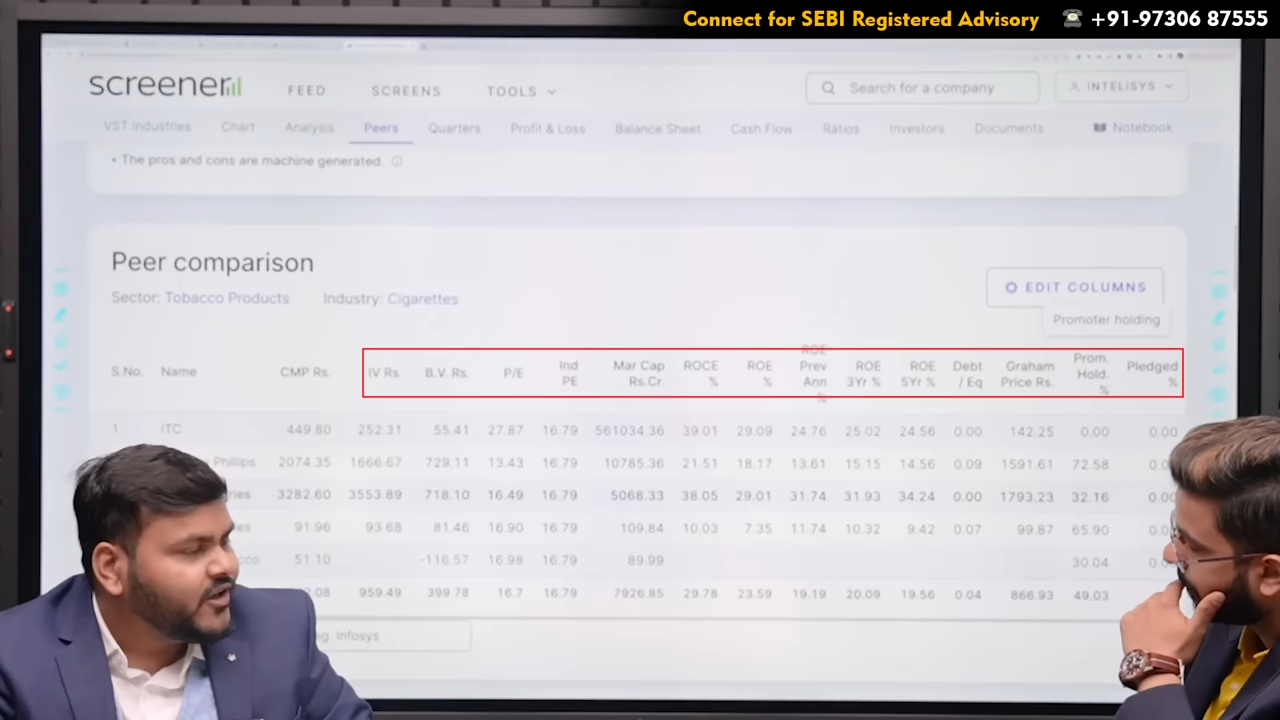 Connect for SEBI Registered Advisory ☎ +91-97306 87555
screener FEED SCREENS TOOLS Search for a company INTELISYS
VST Industries Chart Analysis Peers Quarters Profit & Loss Balance Sheet Cash Flow Ratios Investors Documents Notebook
• The pros and cons are machine generated.
Peer comparison
Sector: Tobacco Products Industry: Cigarettes
EDIT COLUMNS
Promoter holding
S.No. Name CMP Rs. IV Rs. B.V. Rs. P/E Ind PE Mar Cap Rs.Cr. ROCE % ROE % ROE Prev Ann % ROE 3Yr % ROE 5Yr % Debt / Eq Graham Price Rs. Prom. Hold. % Pledged %
1. ITC 449.80 252.31 55.41 27.87 16.79 561034.36 39.01 29.09 24.76 25.02 24.56 0.00 142.25 0.00 0.00
Phillips 2074.35 1666.67 729.11 13.43 16.79 10785.36 21.51 18.17 13.61 15.15 14.56 0.09 1591.61 72.58 0.0
ries 3282.60 3553.89 718.10 16.49 16.79 5068.33 38.05 29.01 31.74 31.93 34.24 0.00 1793.23 32.16 0.00
es 91.96 93.68 81.46 16.90 16.79 109.84 10.03 7.35 11.74 10.32 9.42 0.07 99.87 65.90 0.0
cco 51.10 -116.57 16.98 16.79 89.99 30.04 0.0
.08 959.49 399.78 16.7 16.79 7926.85 29.78 23.59 19.19 20.09 19.56 0.04 866.93 49.03
eg. Infosys